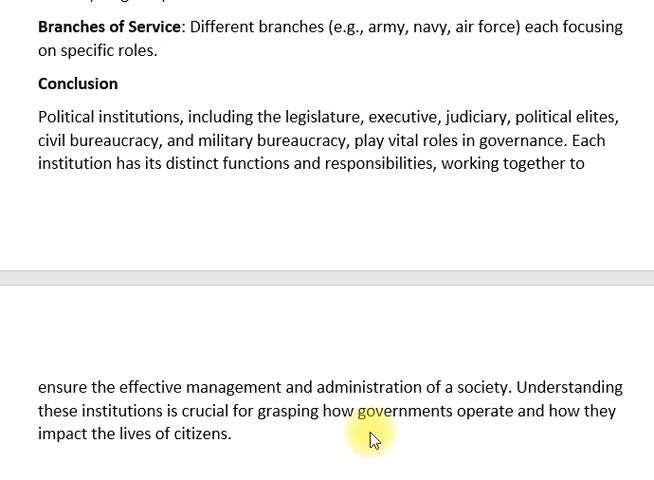 Branches of Service: Different branches (e.g., army, navy, air force) each focusing
on specific roles.
Conclusion
Political institutions, including the legislature, executive, judiciary, political elites,
civil bureaucracy, and military bureaucracy, play vital roles in governance. Each
institution has its distinct functions and responsibilities, working together to
ensure the effective management and administration of a society. Understanding
these institutions is crucial for grasping how governments operate and how they
impact the lives of citizens.